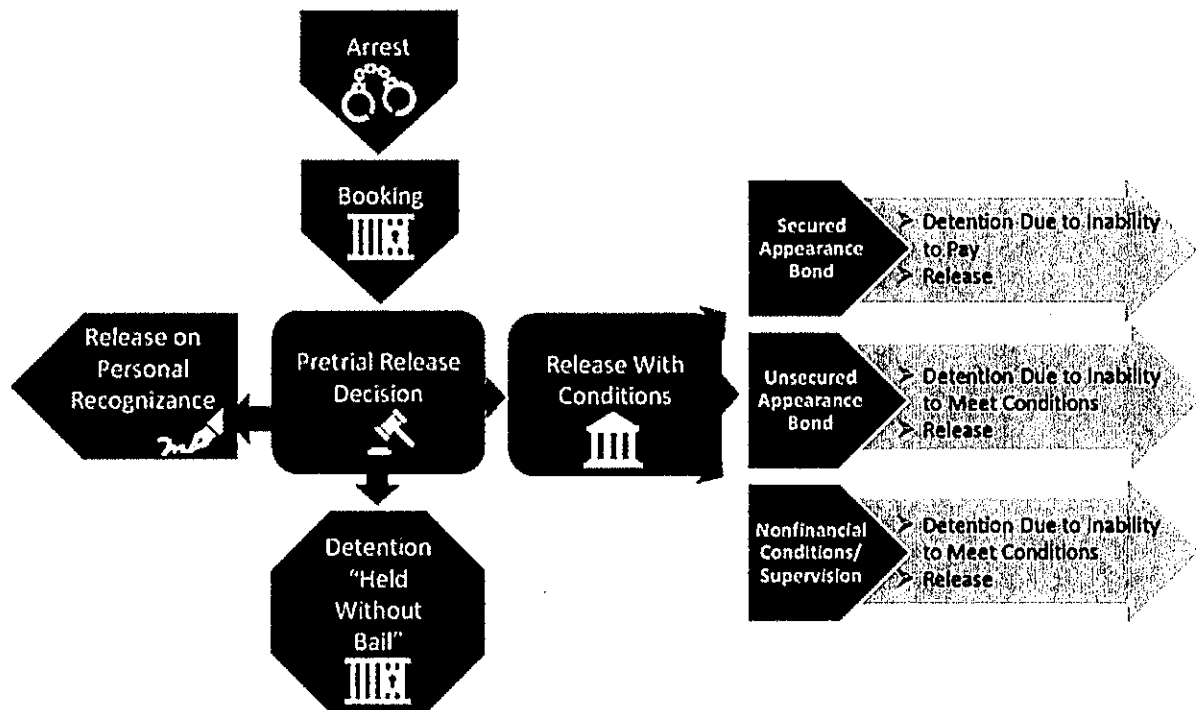 Arrest
Booking
Release on
Personal
Recognizance
Pretrial Release
Decision
Release With
Conditions
Detention
"Held
Without
Bail"
Secured
Appearance
Bond
➢ Detention Due to Inability
to Pay
➢ Release
Unsecured
Appearance
Bond
➢ Detention Due to Inability
to Meet Conditions
➢ Release
Nonfinancial
Conditions/
Supervision
➢ Detention Due to Inability
to Meet Conditions
➢ Release